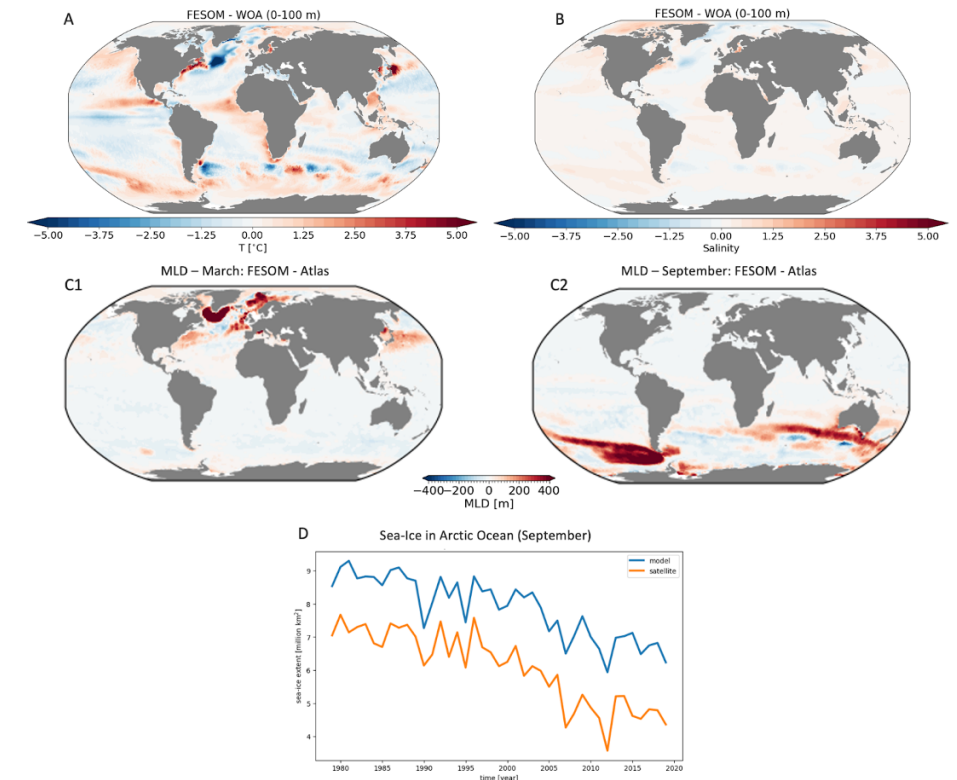 A
FESOM - WOA (0-100 m)
−5.00 −3.75 −2.50 −1.25 0.00 1.25 2.50 3.75 5.00
T [°C]
B
FESOM - WOA (0-100 m)
−5.00 −3.75 −2.50 −1.25 0.00 1.25 2.50 3.75 5.00
Salinity
C1
MLD – March: FESOM - Atlas
C2
MLD – September: FESOM - Atlas
−400 −200 0 200 400
MLD [m]
D
Sea-Ice in Arctic Ocean (September)
model
satellite
sea-ice extent [million km²]
9
8
7
6
5
4
1980 1985 1990 1995 2000 2005 2010 2015 2020
time [year]